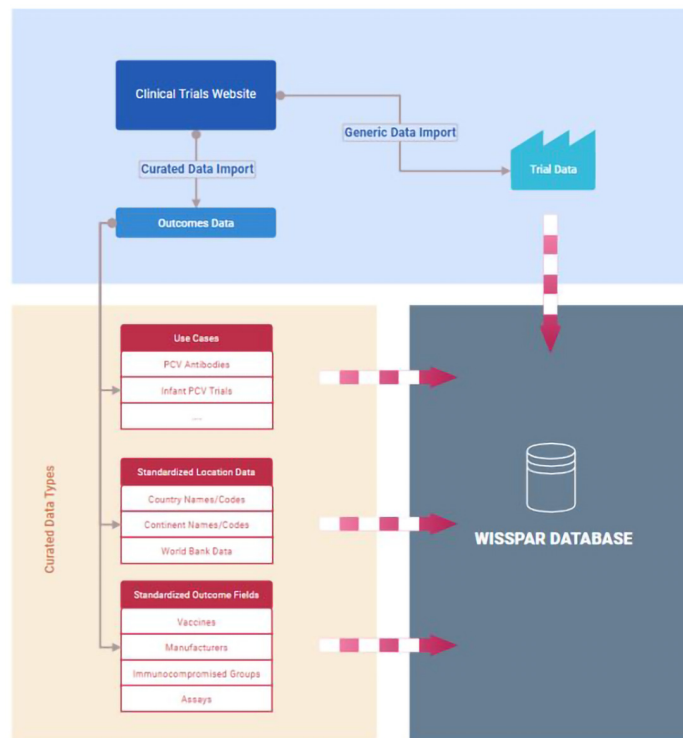 Clinical Trials Website
Generic Data Import
Curated Data Import
Trial Data
Outcomes Data
Use Cases
PCV Antibodies
Infant PCV Trials
....
Curated Data Types
Standardized Location Data
Country Names/Codes
Continent Names/Codes
World Bank Data
WISSPAR DATABASE
Standardized Outcome Fields
Vaccines
Manufacturers
Immunocompromised Groups
Assays